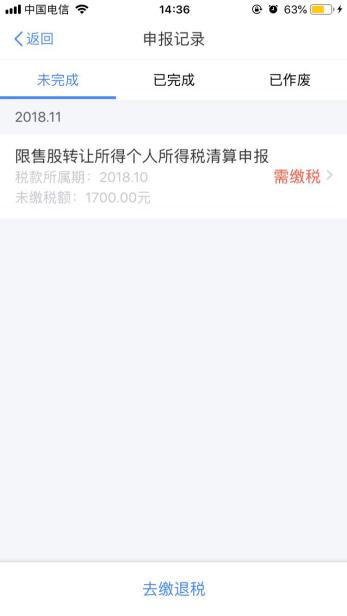 中国电信 14:36 63%
返回 申报记录
未完成 已完成 已作废
2018.11
限售股转让所得个人所得税清算申报
税款所属期：2018.10 需缴税
未缴税额：1700.00元
去缴退税